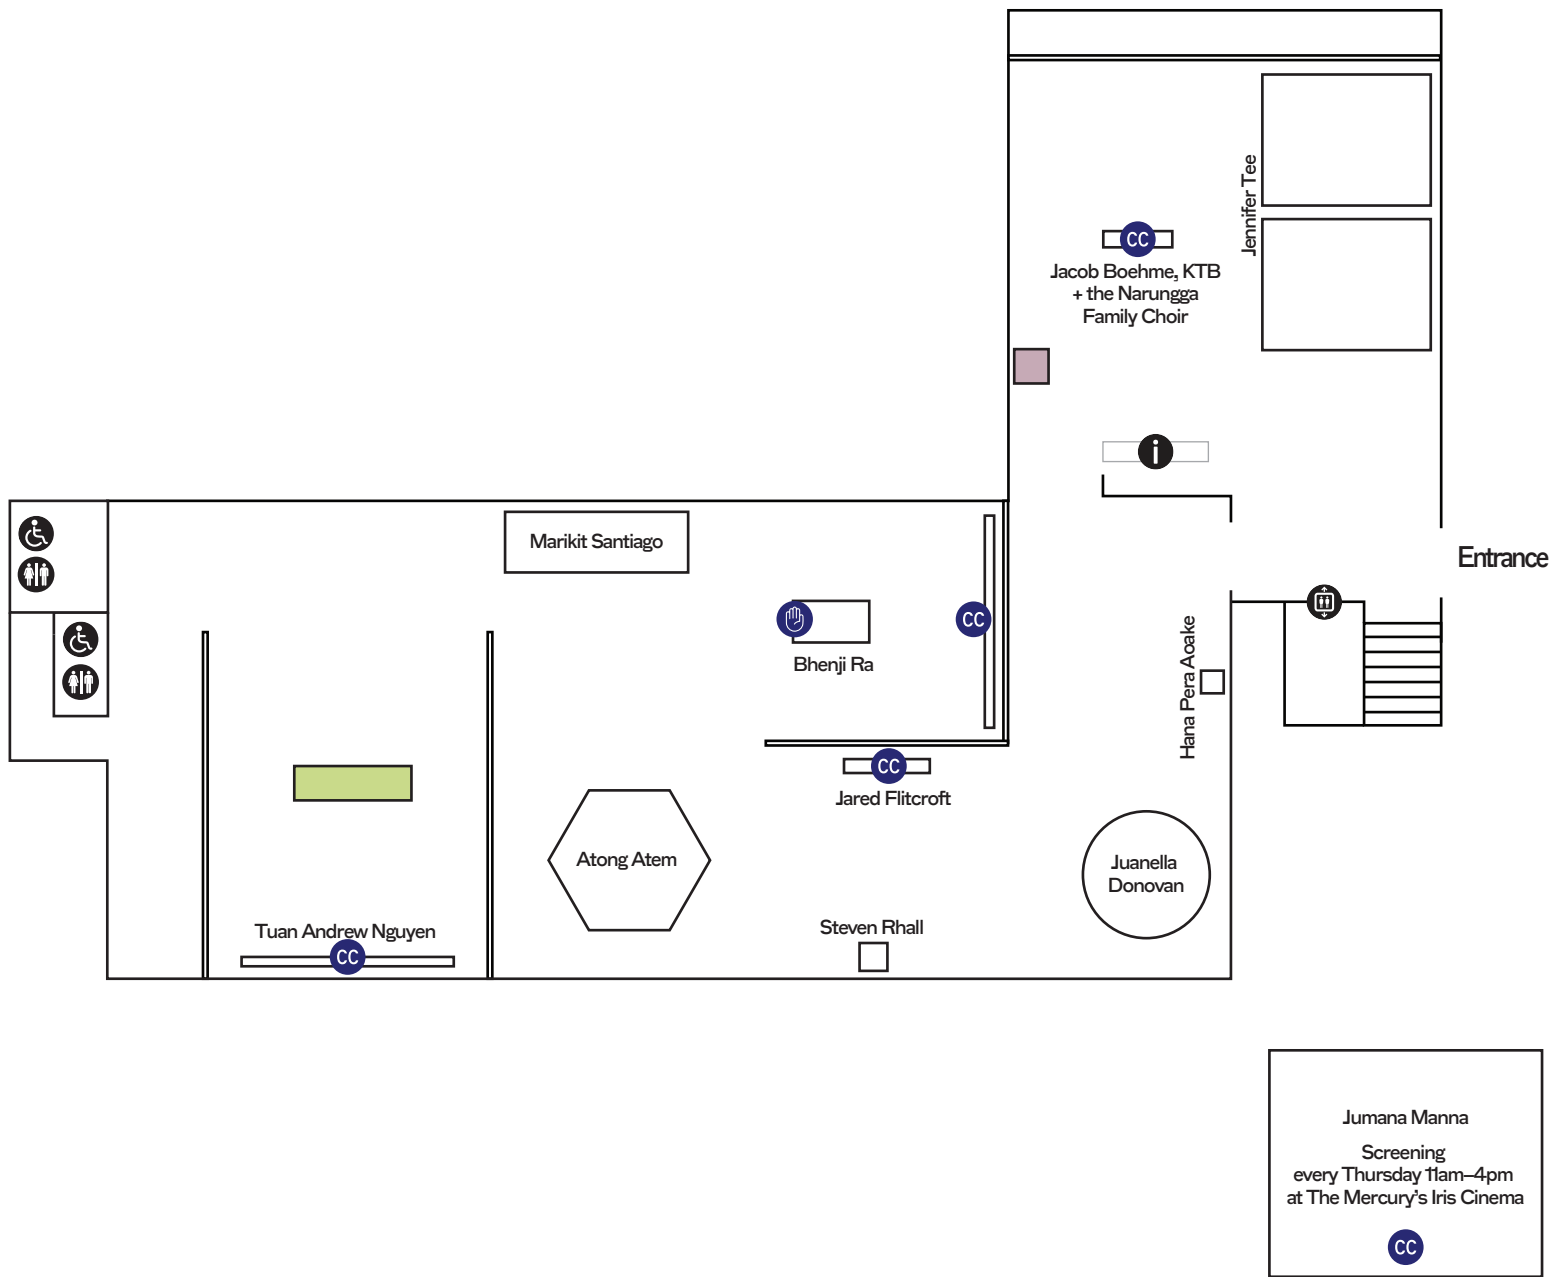 Jennifer Tee
CC
Jacob Boehme, KTB
+ the Narungga
Family Choir
i
Entrance
Marikit Santiago
CC
Bhenji Ra
Hana Pera Aoake
CC
Jared Flitcroft
Atong Atem
Juanella
Donovan
Steven Rhall
Tuan Andrew Nguyen
CC
Jumana Manna
Screening
every Thursday 11am–4pm
at The Mercury’s Iris Cinema
CC